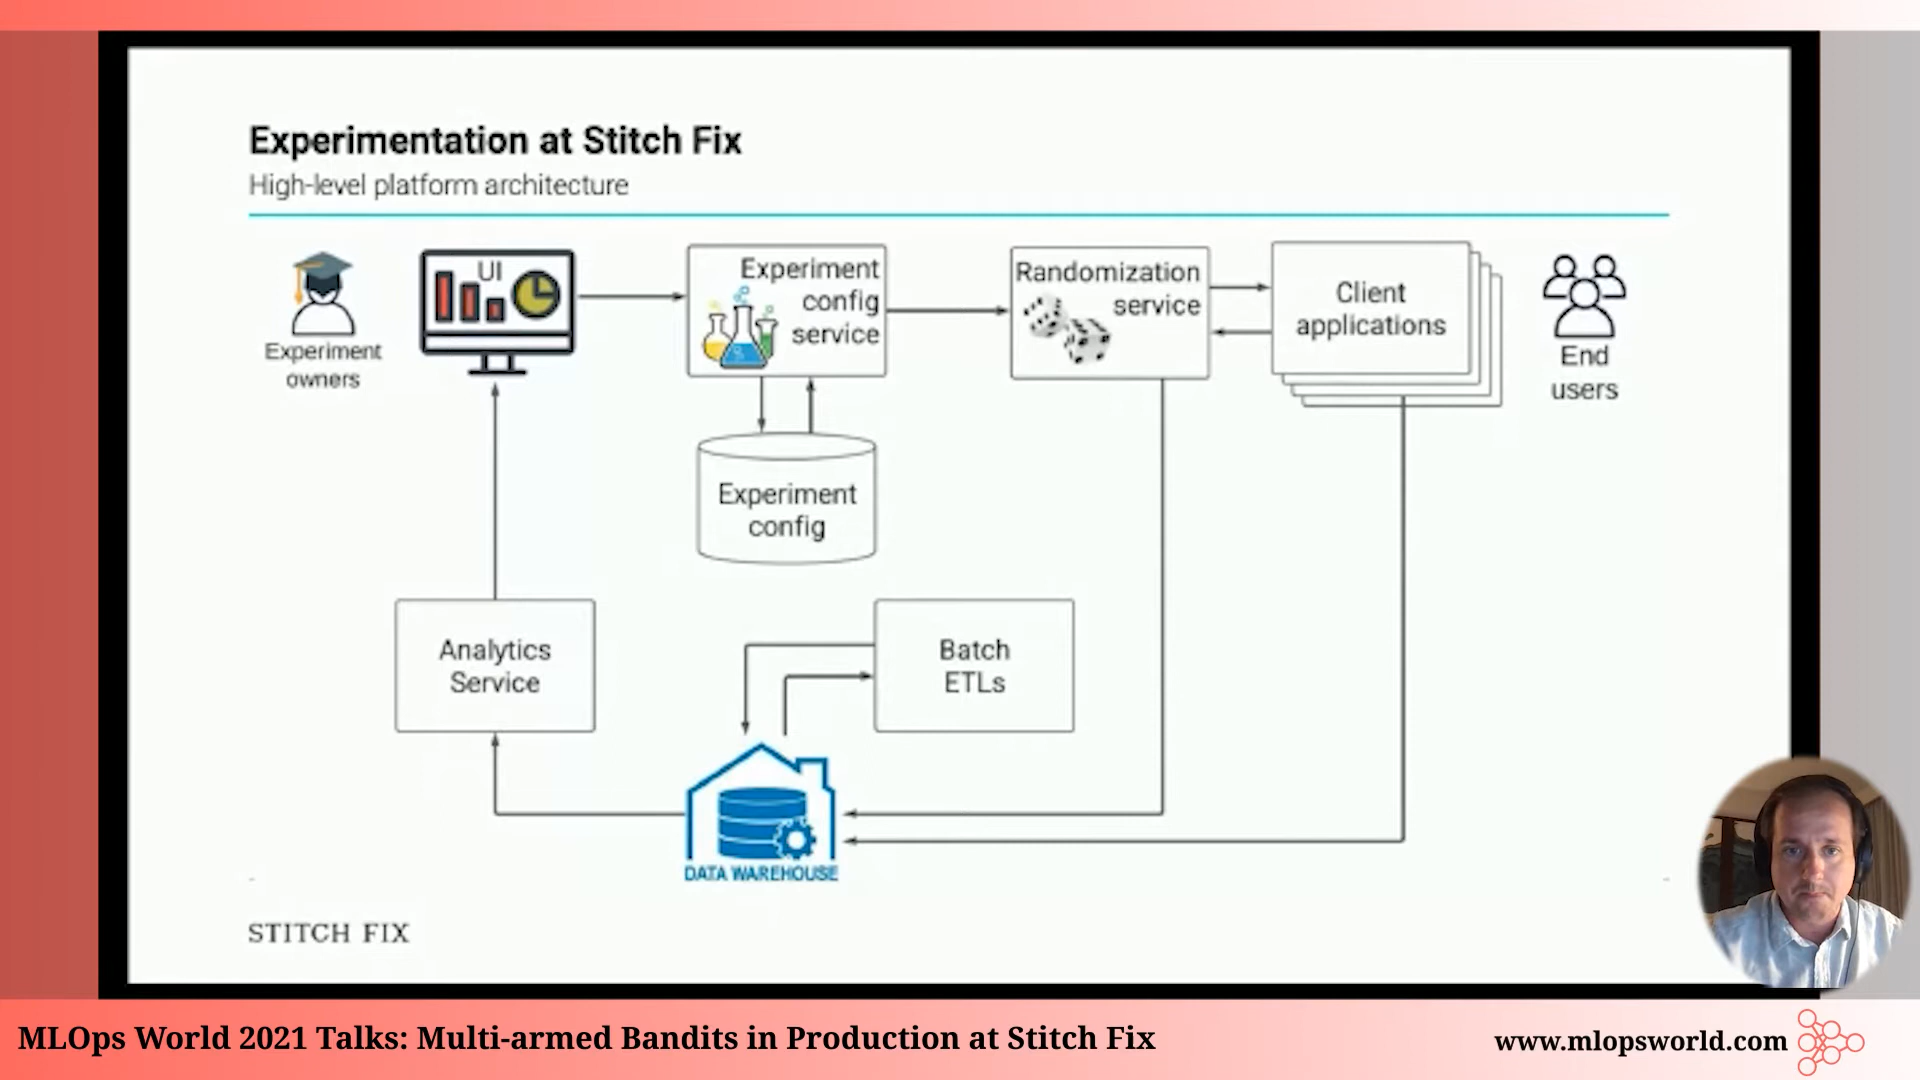 Experimentation at Stitch Fix
High-level platform architecture
Experiment
owners
UI
Experiment
config
service
Randomization
service
Client
applications
End
users
Experiment
config
Analytics
Service
Batch
ETLs
DATA WAREHOUSE
STITCH FIX
MLOps World 2021 Talks: Multi-armed Bandits in Production at Stitch Fix
www.mlopsworld.com